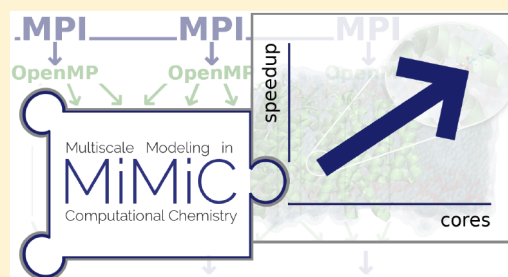 MPI MPI MPI
OpenMP OpenMP
speedup
Multiscale Modeling in
MiMiC
Computational Chemistry
cores